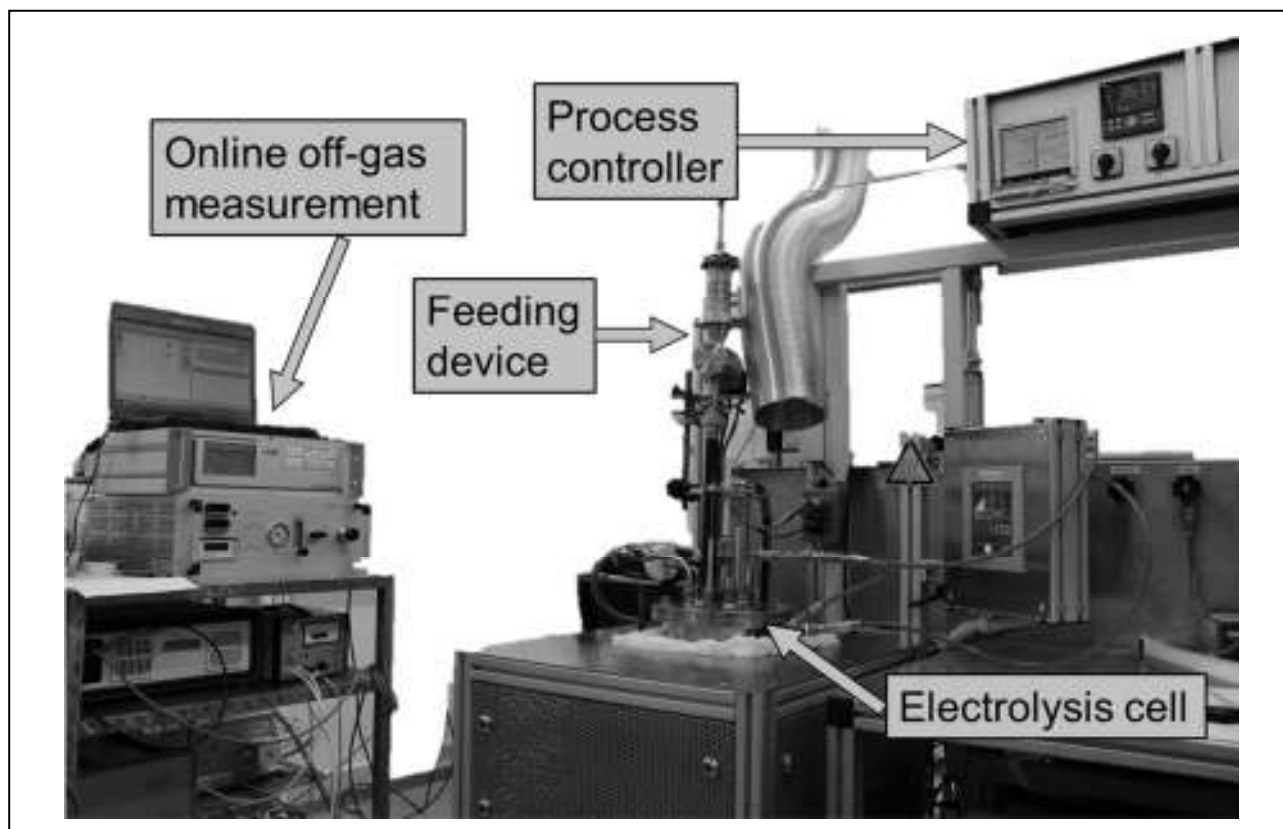 Online off-gas
measurement
Process
controller
Feeding
device
Electrolysis cell